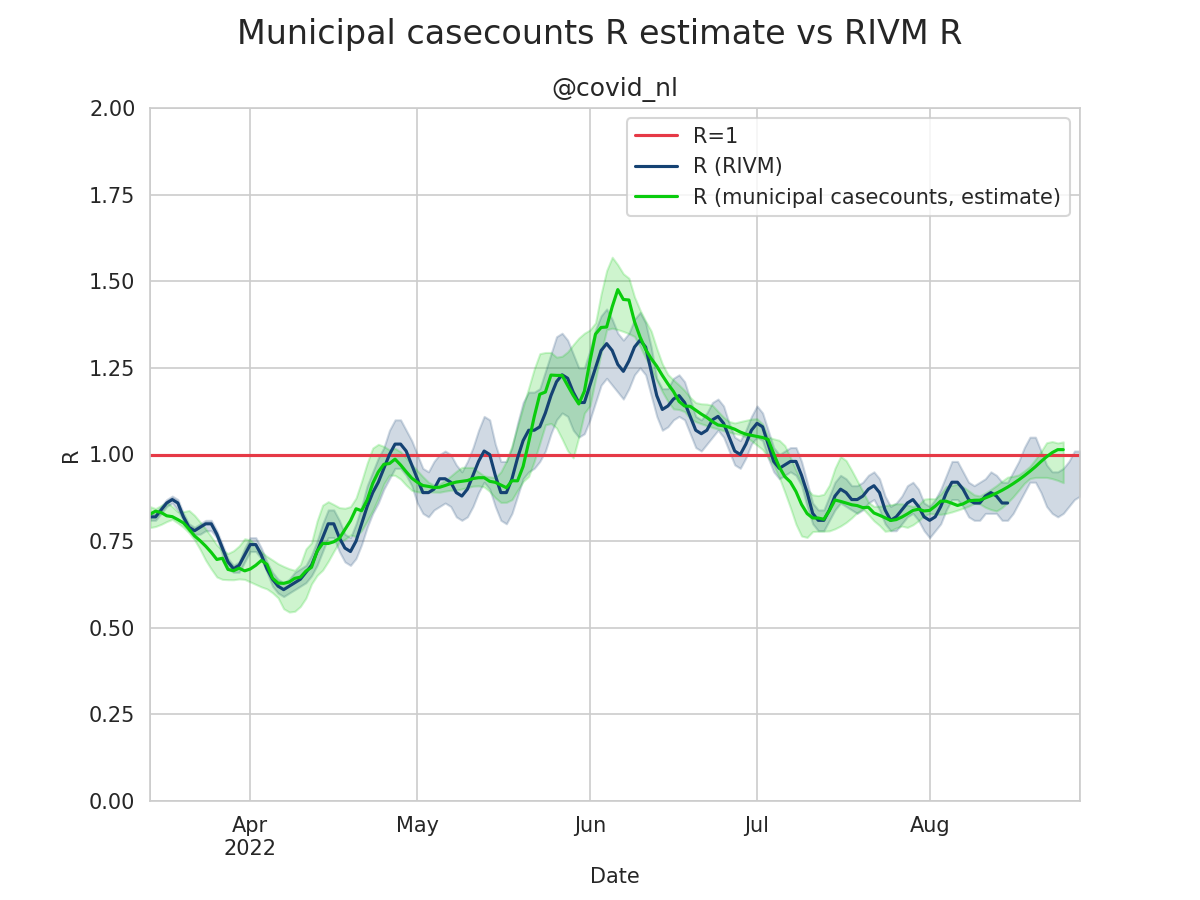 Municipal casecounts R estimate vs RIVM R
@covid_nl
R=1
R (RIVM)
R (municipal casecounts, estimate)
2.00
1.75
1.50
1.25
1.00
0.75
0.50
0.25
0.00
R
Apr
2022
May
Jun
Jul
Aug
Date